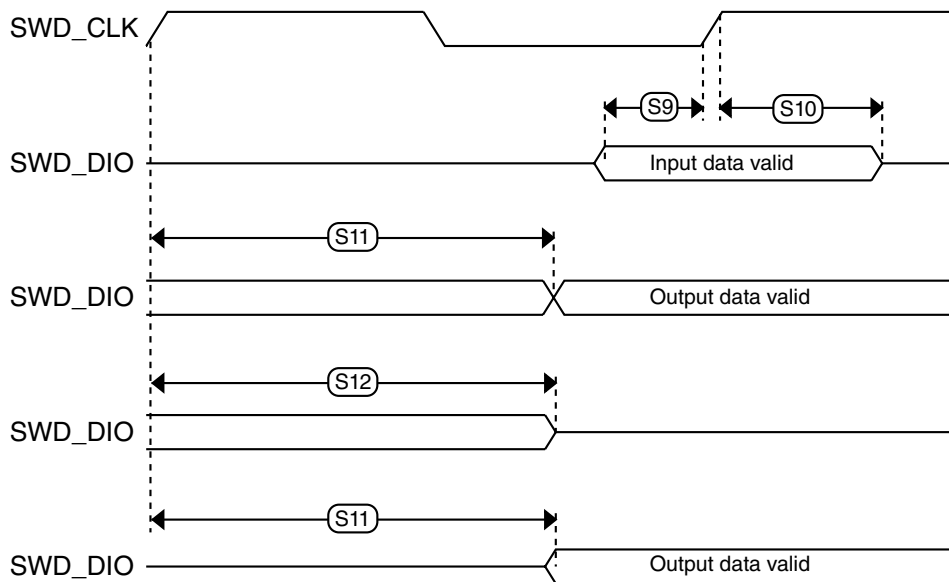 SWD_CLK
S9
S10
SWD_DIO
Input data valid
S11
SWD_DIO
Output data valid
S12
SWD_DIO
S11
SWD_DIO
Output data valid